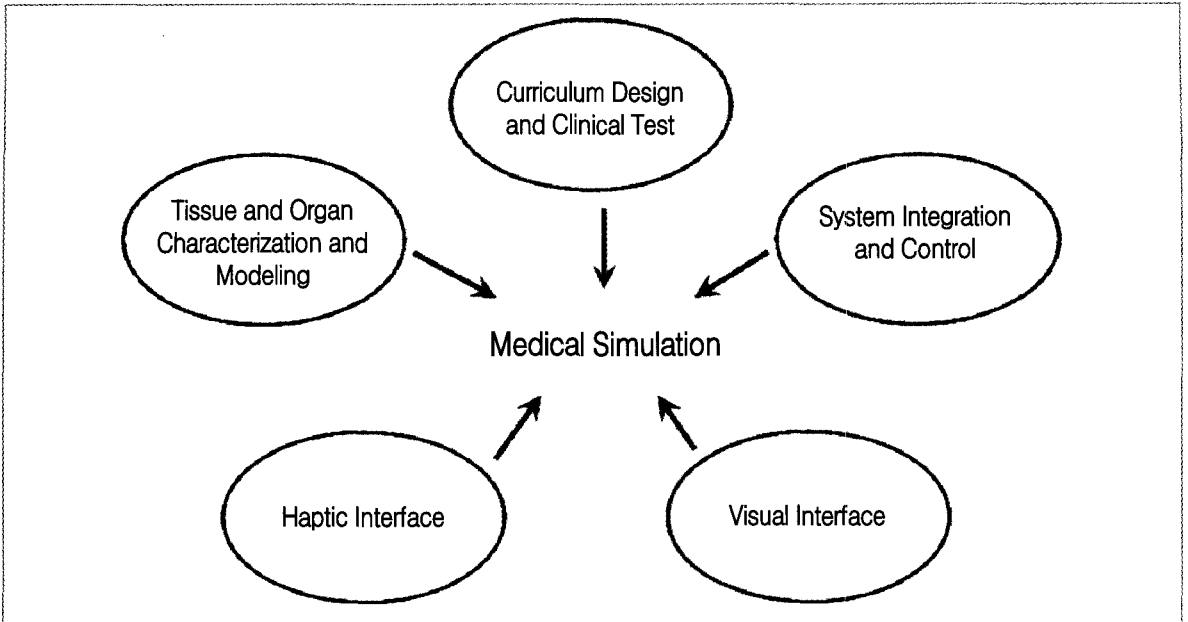 Curriculum Design
and Clinical Test
Tissue and Organ
Characterization and
Modeling
System Integration
and Control
Medical Simulation
Haptic Interface
Visual Interface